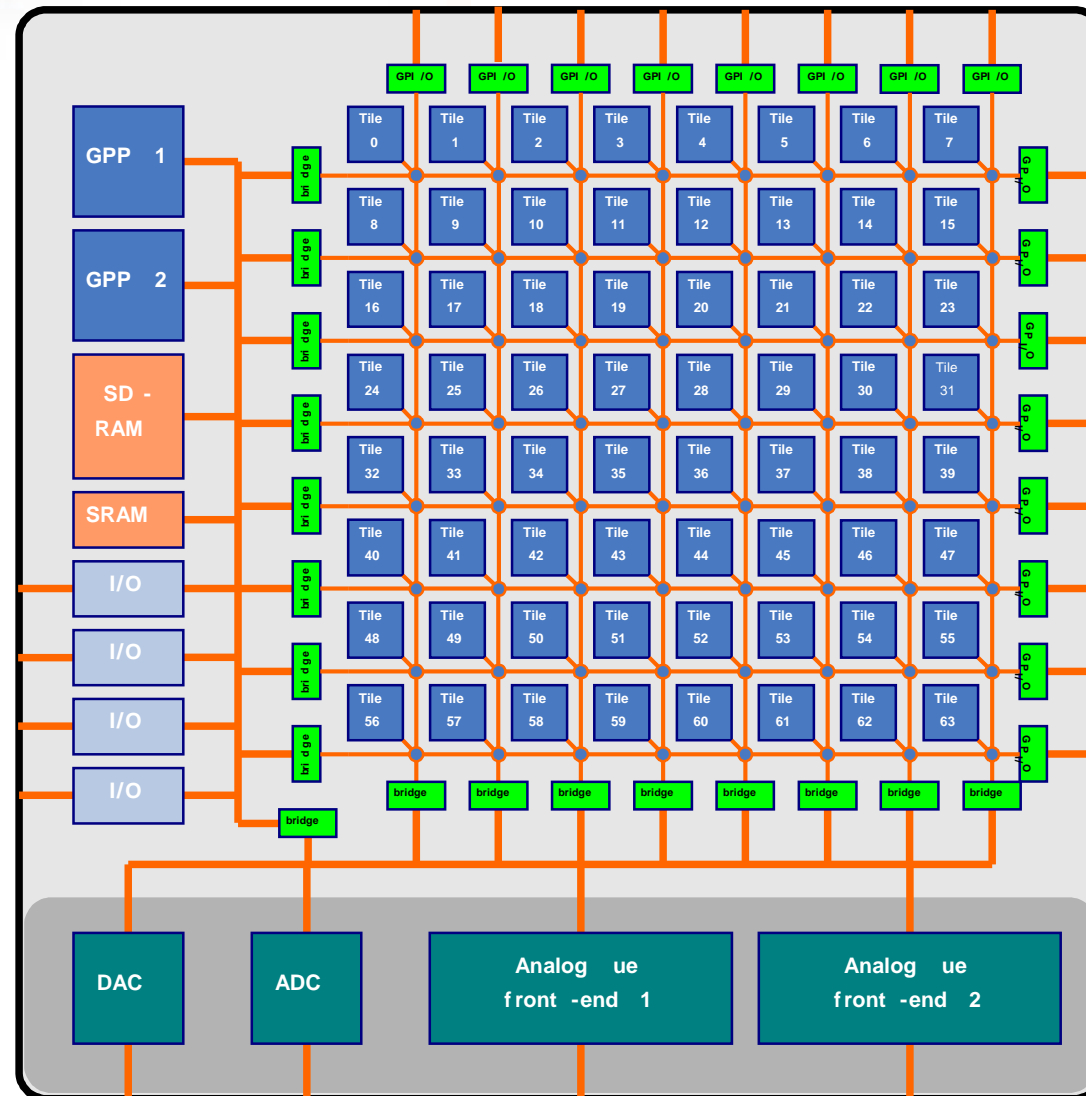 GPI /O
GPI /O
GPI /O
GPI /O
GPI /O
GPI /O
GPI /O
GPI /O
GPP 1
GPP 2
SD -
RAM
SRAM
I/O
I/O
I/O
I/O
bri dge
bri dge
bri dge
bri dge
bri dge
bri dge
bri dge
bri dge
Tile
0
Tile
1
Tile
2
Tile
3
Tile
4
Tile
5
Tile
6
Tile
7
Tile
8
Tile
9
Tile
10
Tile
11
Tile
12
Tile
13
Tile
14
Tile
15
Tile
16
Tile
17
Tile
18
Tile
19
Tile
20
Tile
21
Tile
22
Tile
23
Tile
24
Tile
25
Tile
26
Tile
27
Tile
28
Tile
29
Tile
30
Tile
31
Tile
32
Tile
33
Tile
34
Tile
35
Tile
36
Tile
37
Tile
38
Tile
39
Tile
40
Tile
41
Tile
42
Tile
43
Tile
44
Tile
45
Tile
46
Tile
47
Tile
48
Tile
49
Tile
50
Tile
51
Tile
52
Tile
53
Tile
54
Tile
55
Tile
56
Tile
57
Tile
58
Tile
59
Tile
60
Tile
61
Tile
62
Tile
63
GP I/O
GP I/O
GP I/O
GP I/O
GP I/O
GP I/O
GP I/O
GP I/O
bridge
bridge
bridge
bridge
bridge
bridge
bridge
bridge
bridge
DAC
ADC
Analog ue
front -end 1
Analog ue
front -end 2